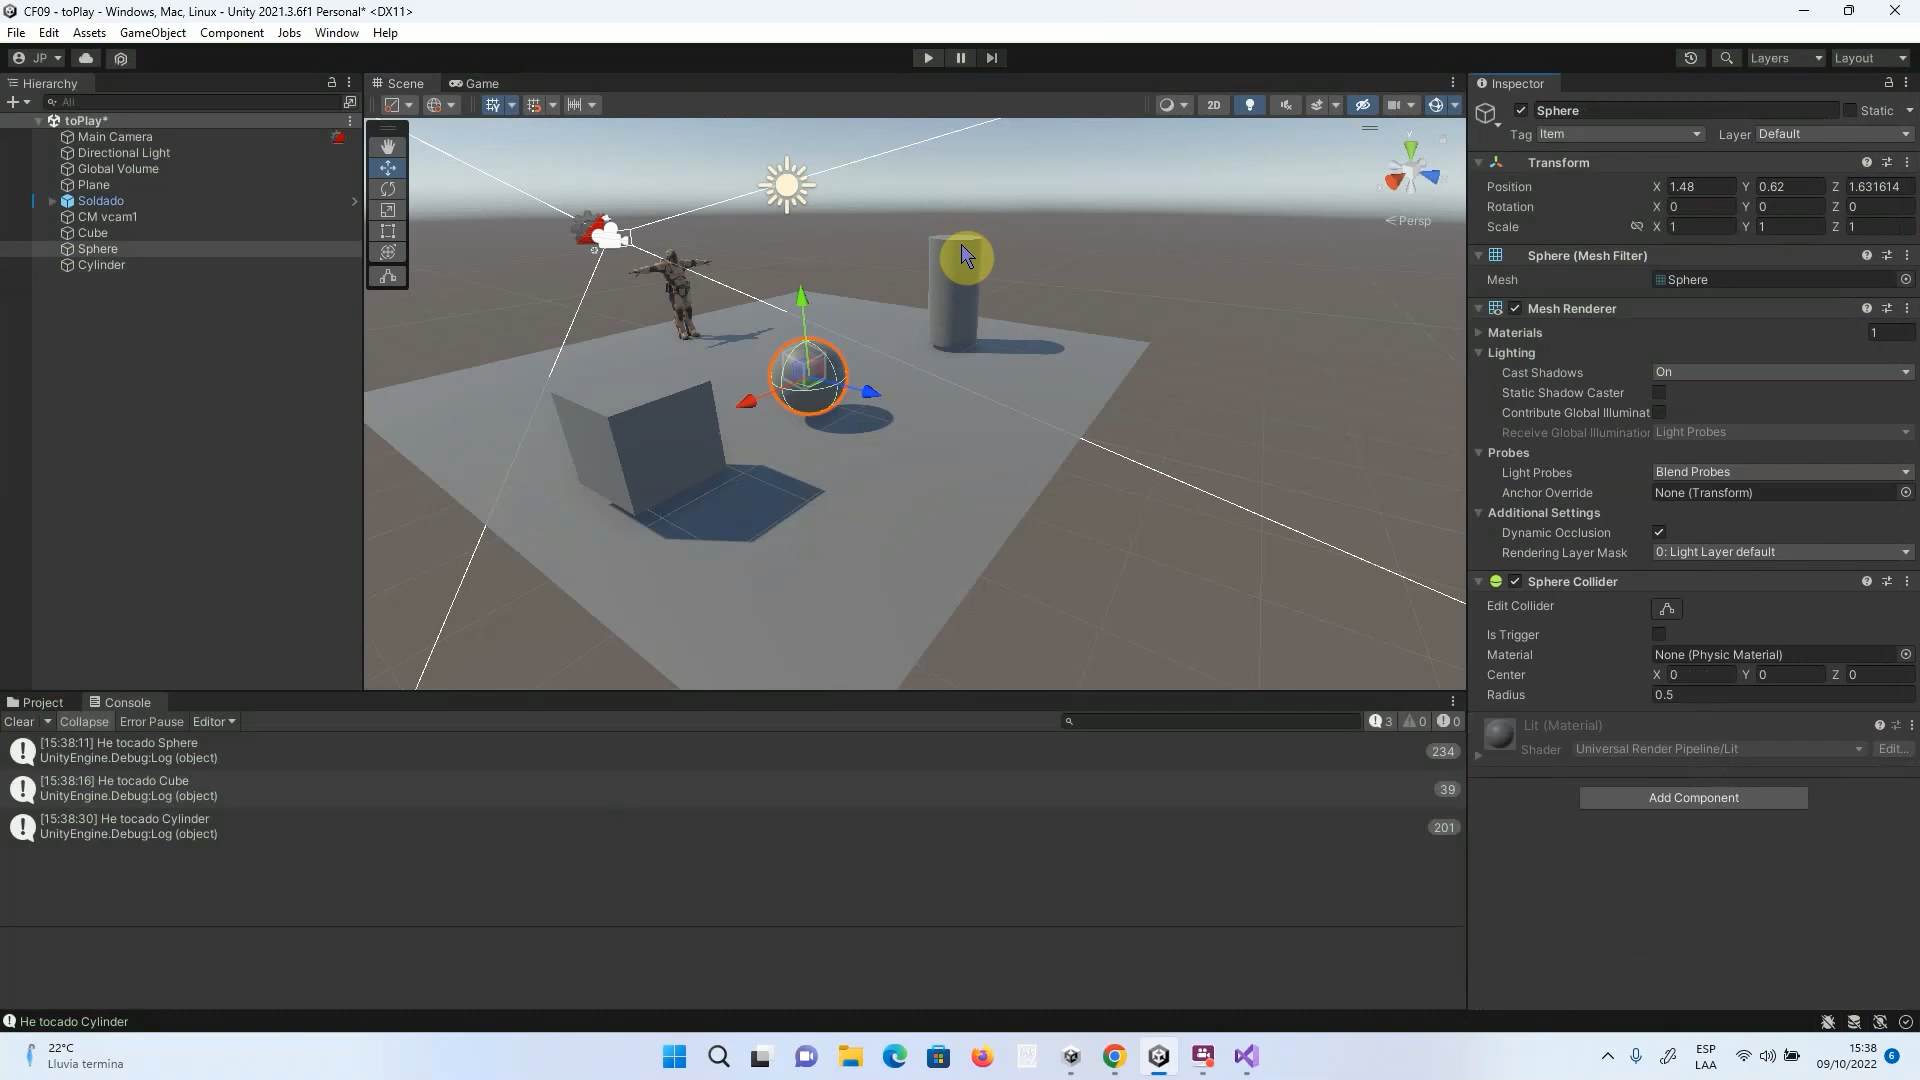 CF09 - toPlay - Windows, Mac, Linux - Unity 2021.3.6f1 Personal* <DX11>
File Edit Assets GameObject Component Jobs Window Help
JP Layers Layout
Hierarchy
All
toPlay*
Main Camera
Directional Light
Global Volume
Plane
Soldado
CM vcam1
Cube
Sphere
Cylinder
Scene Game
2D
y
Persp
Inspector
Sphere Static
Tag Item Layer Default
Transform
Position X 1.48 Y 0.62 Z 1.631614
Rotation X 0 Y 0 Z 0
Scale X 1 Y 1 Z 1
Sphere (Mesh Filter)
Mesh Sphere
Mesh Renderer
Materials 1
Lighting
Cast Shadows On
Static Shadow Caster
Contribute Global Illuminat
Receive Global Illumination Light Probes
Probes
Light Probes Blend Probes
Anchor Override None (Transform)
Additional Settings
Dynamic Occlusion
Rendering Layer Mask 0: Light Layer default
Sphere Collider
Edit Collider
Is Trigger
Material None (Physic Material)
Center X 0 Y 0 Z 0
Radius 0.5
Lit (Material)
Shader Universal Render Pipeline/Lit Edit...
Add Component
Project Console
Clear Collapse Error Pause Editor 3 0 0
[15:38:11] He tocado Sphere
UnityEngine.Debug:Log (object)
234
[15:38:16] He tocado Cube
UnityEngine.Debug:Log (object)
39
[15:38:30] He tocado Cylinder
UnityEngine.Debug:Log (object)
201
He tocado Cylinder
22°C
Lluvia termina
ESP
LAA
15:38
09/10/2022
6